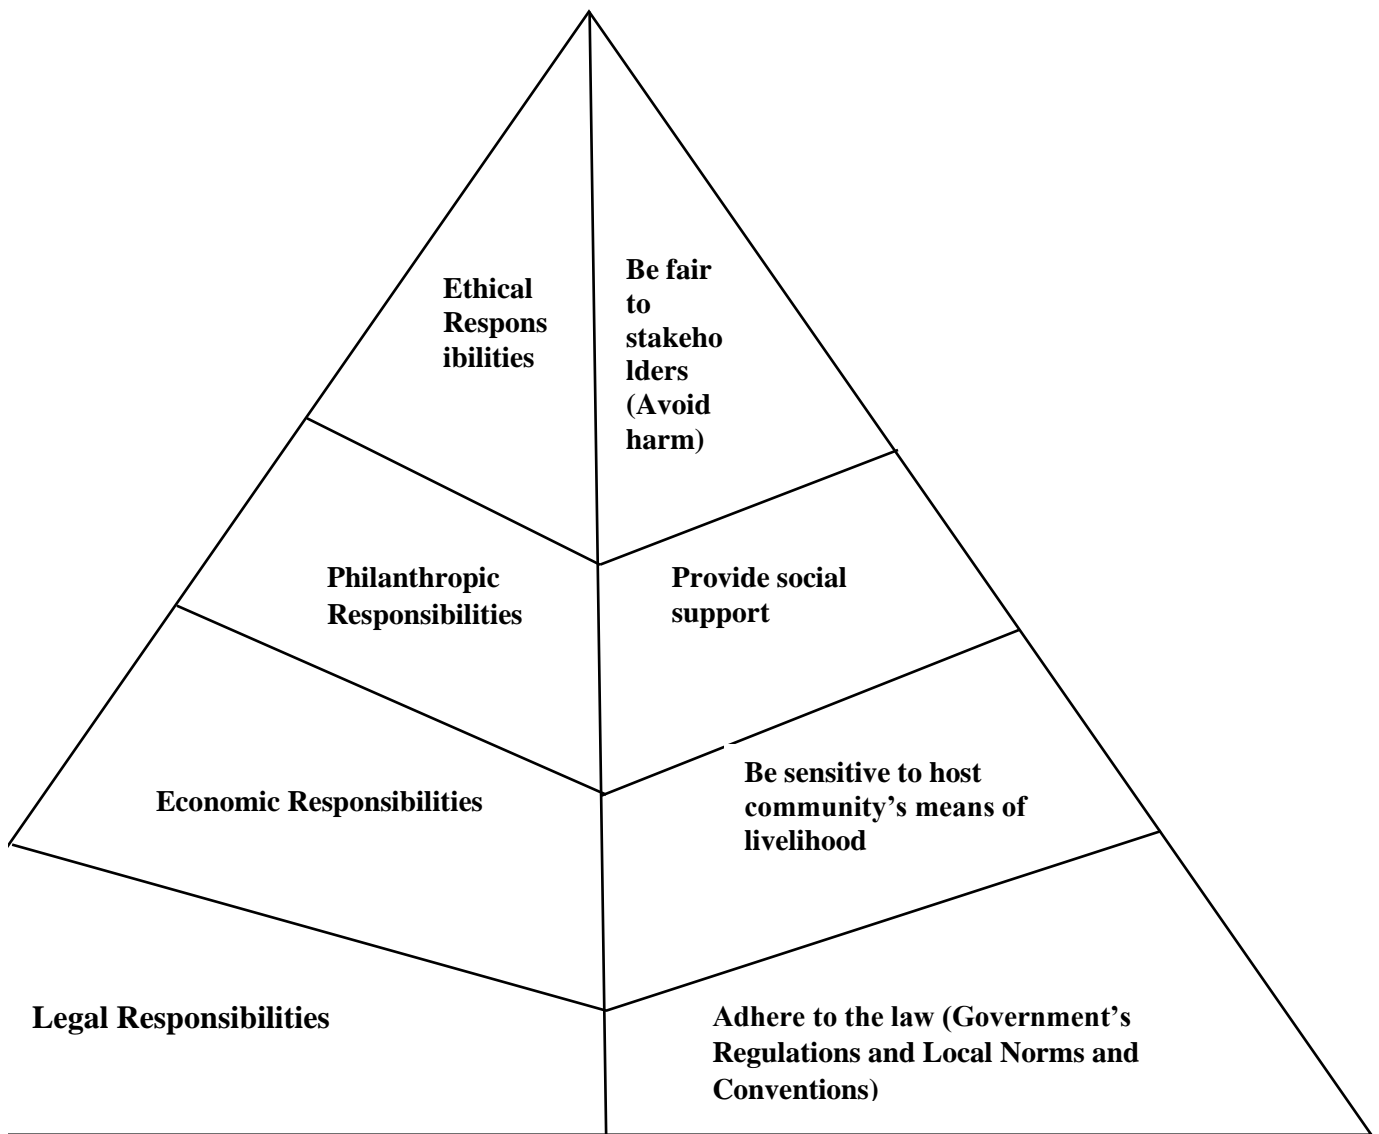 Ethical
Respons
ibilities
Be fair
to
stakeho
lders
(Avoid
harm)
Philanthropic
Responsibilities
Provide social
support
Economic Responsibilities
Be sensitive to host
community’s means of
livelihood
Legal Responsibilities
Adhere to the law (Government’s
Regulations and Local Norms and
Conventions)